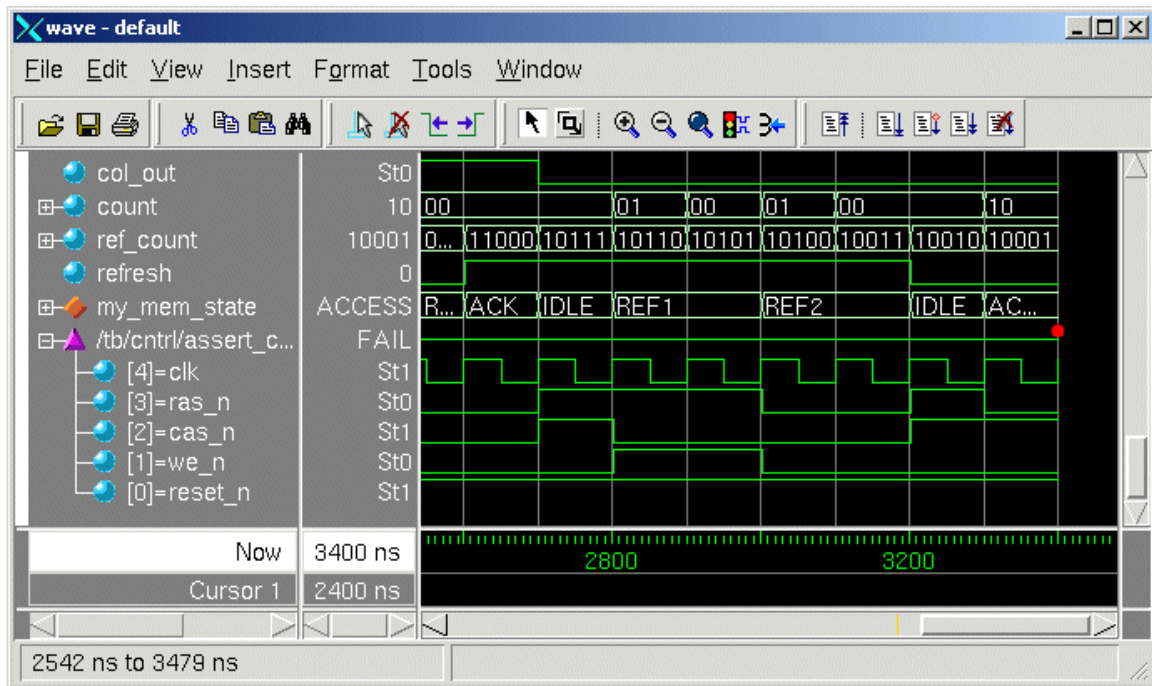 wave - default
File Edit View Insert Format Tools Window
col_out St0
count 10 00 01 00 01 00 10
ref_count 10001 0... 11000 10111 10110 10101 10100 10011 10010 10001
refresh 0
my_mem_state ACCESS R... ACK IDLE REF1 REF2 IDLE AC...
/tb/cntrl/assert_c... FAIL
[4]=clk St1
[3]=ras_n St0
[2]=cas_n St1
[1]=we_n St0
[0]=reset_n St1
Now 3400 ns 2800 3200
Cursor 1 2400 ns
2542 ns to 3479 ns